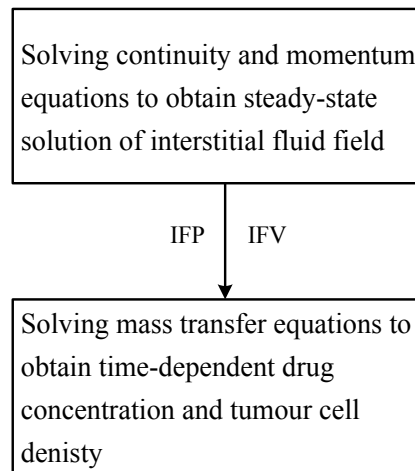 Solving continuity and momentum
equations to obtain steady-state
solution of interstitial fluid field
IFP IFV
Solving mass transfer equations to
obtain time-dependent drug
concentration and tumour cell
denisty